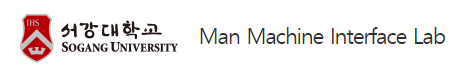 IHS
서강대학교
SOGANG UNIVERSITY
Man Machine Interface Lab